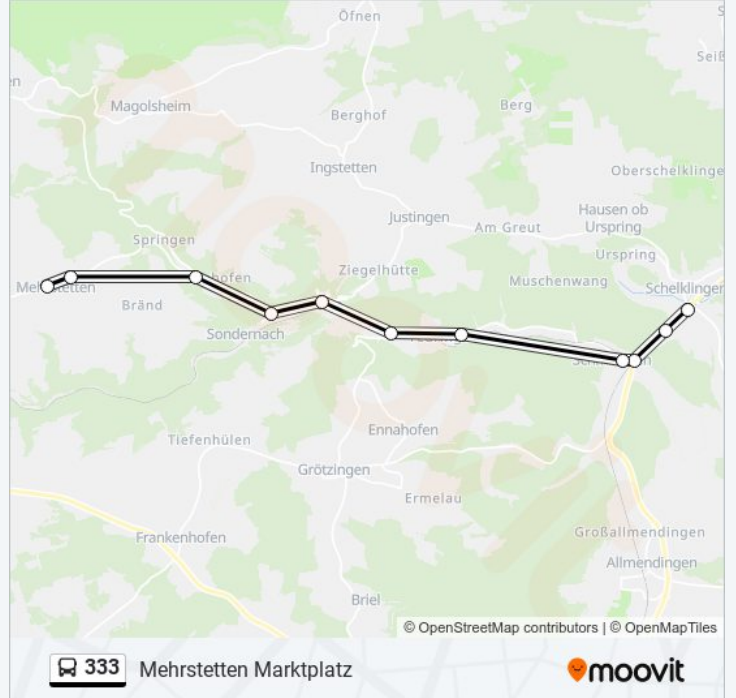 Öfnen
Magolsheim
Berghof
Berg
Ingstetten
Oberschelklinge
Justingen
Hausen ob
Urspring
Am Greut
Springen
Urspring
Ziegelhütte
Muschenwang
Schelklinger
Bränd
Sondernach
Ennahofen
Tiefenhülen
Grötzingen
Ermelau
Großallmendingen
Frankenhofen
Allmendingen
Briel
© OpenStreetMap contributors | © OpenMapTiles
333 Mehrstetten Marktplatz
moovit